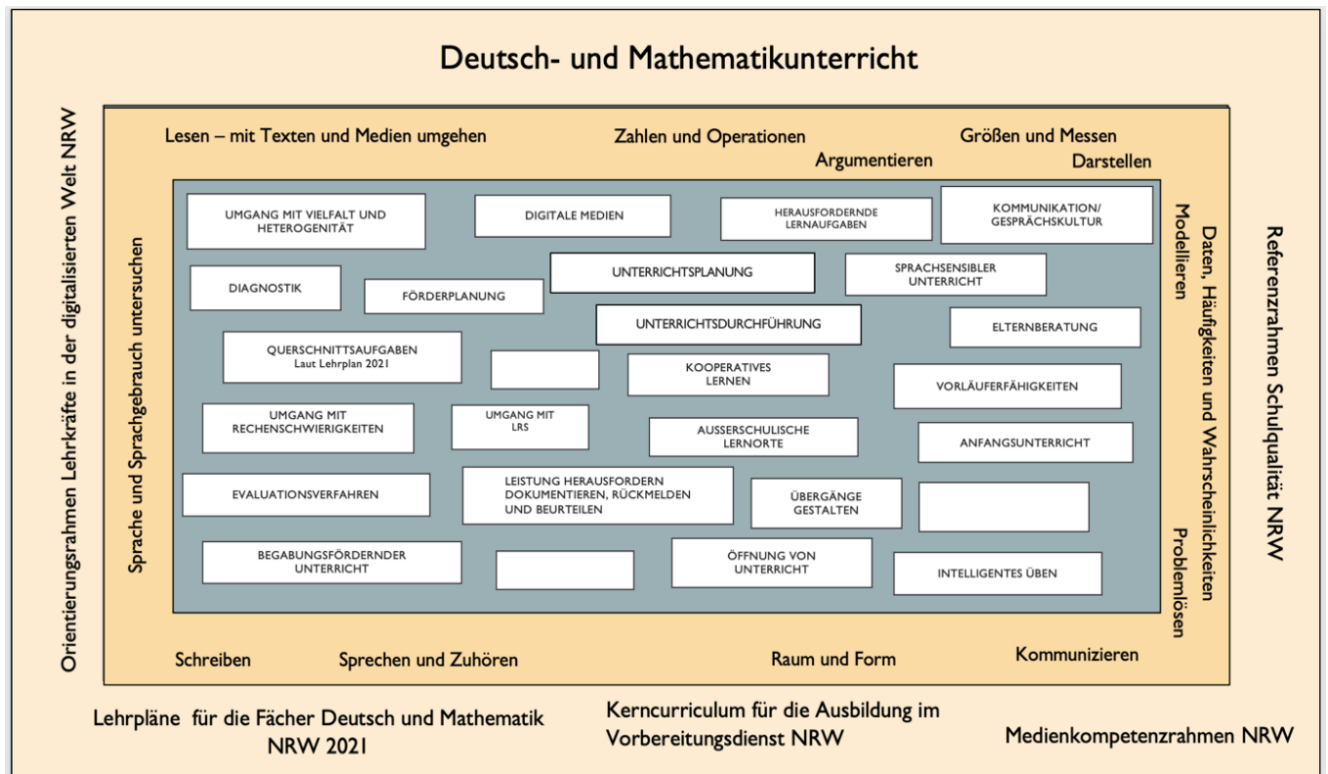 Deutsch- und Mathematikunterricht
Orientierungsrahmen Lehrkräfte in der digitalisierten Welt NRW
Lesen – mit Texten und Medien umgehen
Zahlen und Operationen
Größen und Messen
Argumentieren
Darstellen
Sprache und Sprachgebrauch untersuchen
UMGANG MIT VIELFALT UND
HETEROGENITÄT
DIGITALE MEDIEN
HERAUSFORDERNDE
LERNAUFGABEN
KOMMUNIKATION/
GESPRÄCHSKULTUR
DIAGNOSTIK
FÖRDERPLANUNG
UNTERRICHTSPLANUNG
SPRACHSENSIBLER
UNTERRICHT
UNTERRICHTSDURCHFÜHRUNG
ELTERNBERATUNG
QUERSCHNITTSAUFGABEN
Laut Lehrplan 2021
KOOPERATIVES
LERNEN
VORLÄUFERFÄHIGKEITEN
UMGANG MIT
RECHENSCHWIERIGKEITEN
UMGANG MIT
LRS
AUSSERSCHULISCHE
LERNORTE
ANFANGSUNTERRICHT
EVALUATIONSVERFAHREN
LEISTUNG HERAUSFORDERN
DOKUMENTIEREN, RÜCKMELDEN
UND BEURTEILEN
ÜBERGÄNGE
GESTALTEN
BEGABUNGSFÖRDERNDER
UNTERRICHT
ÖFFNUNG VON
UNTERRICHT
INTELLIGENTES ÜBEN
Modellieren
Problemlösen
Daten, Häufigkeiten und Wahrscheinlichkeiten
Referenzrahmen Schulqualität NRW
Schreiben
Sprechen und Zuhören
Raum und Form
Kommunizieren
Lehrpläne für die Fächer Deutsch und Mathematik
NRW 2021
Kerncurriculum für die Ausbildung im
Vorbereitungsdienst NRW
Medienkompetenzrahmen NRW